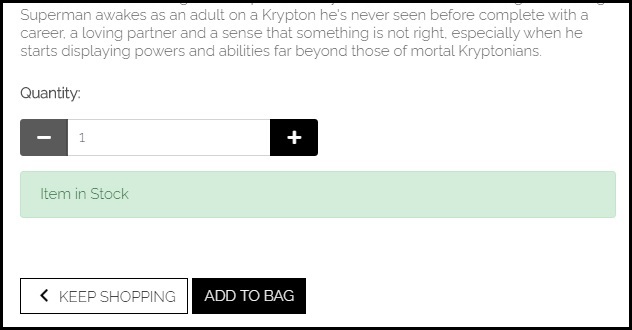 Superman awakes as an adult on a Krypton he's never seen before complete with a
career, a loving partner and a sense that something is not right, especially when he
starts displaying powers and abilities far beyond those of mortal Kryptonians.
Quantity:
1
Item in Stock
KEEP SHOPPING
ADD TO BAG